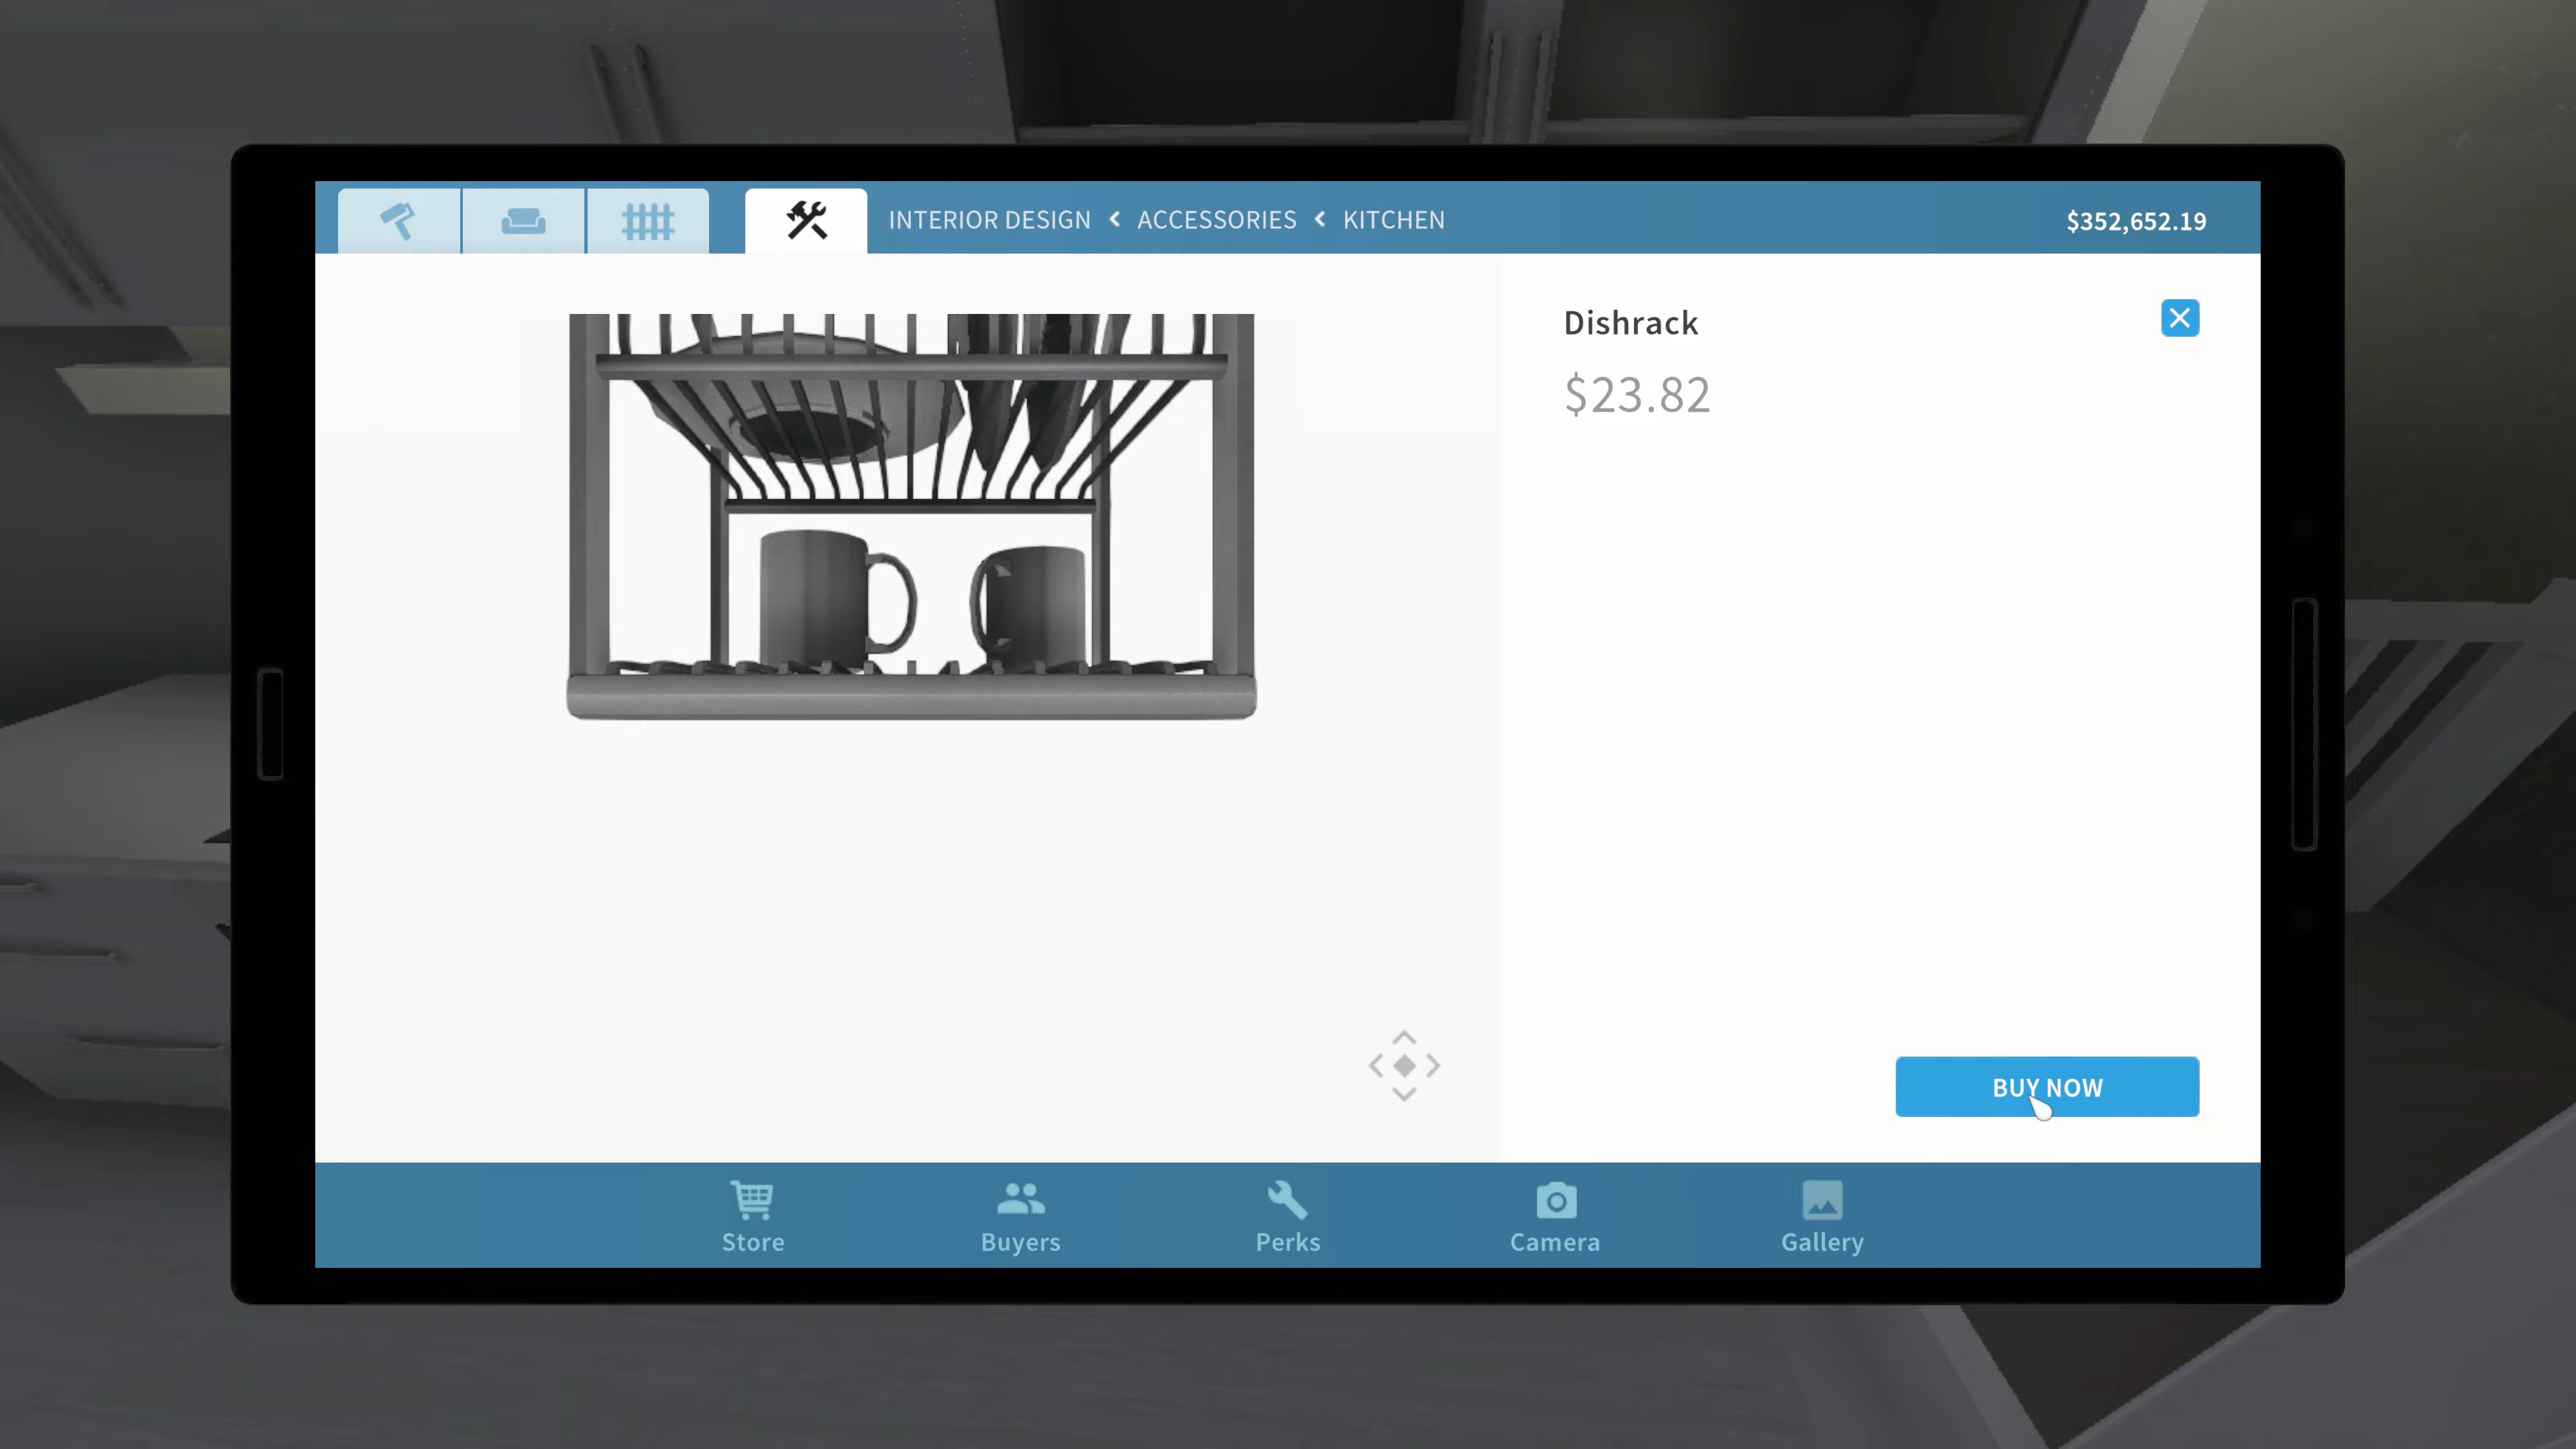 INTERIOR DESIGN < ACCESSORIES < KITCHEN
$352,652.19
Dishrack
$23.82
BUY NOW
Store
Buyers
Perks
Camera
Gallery